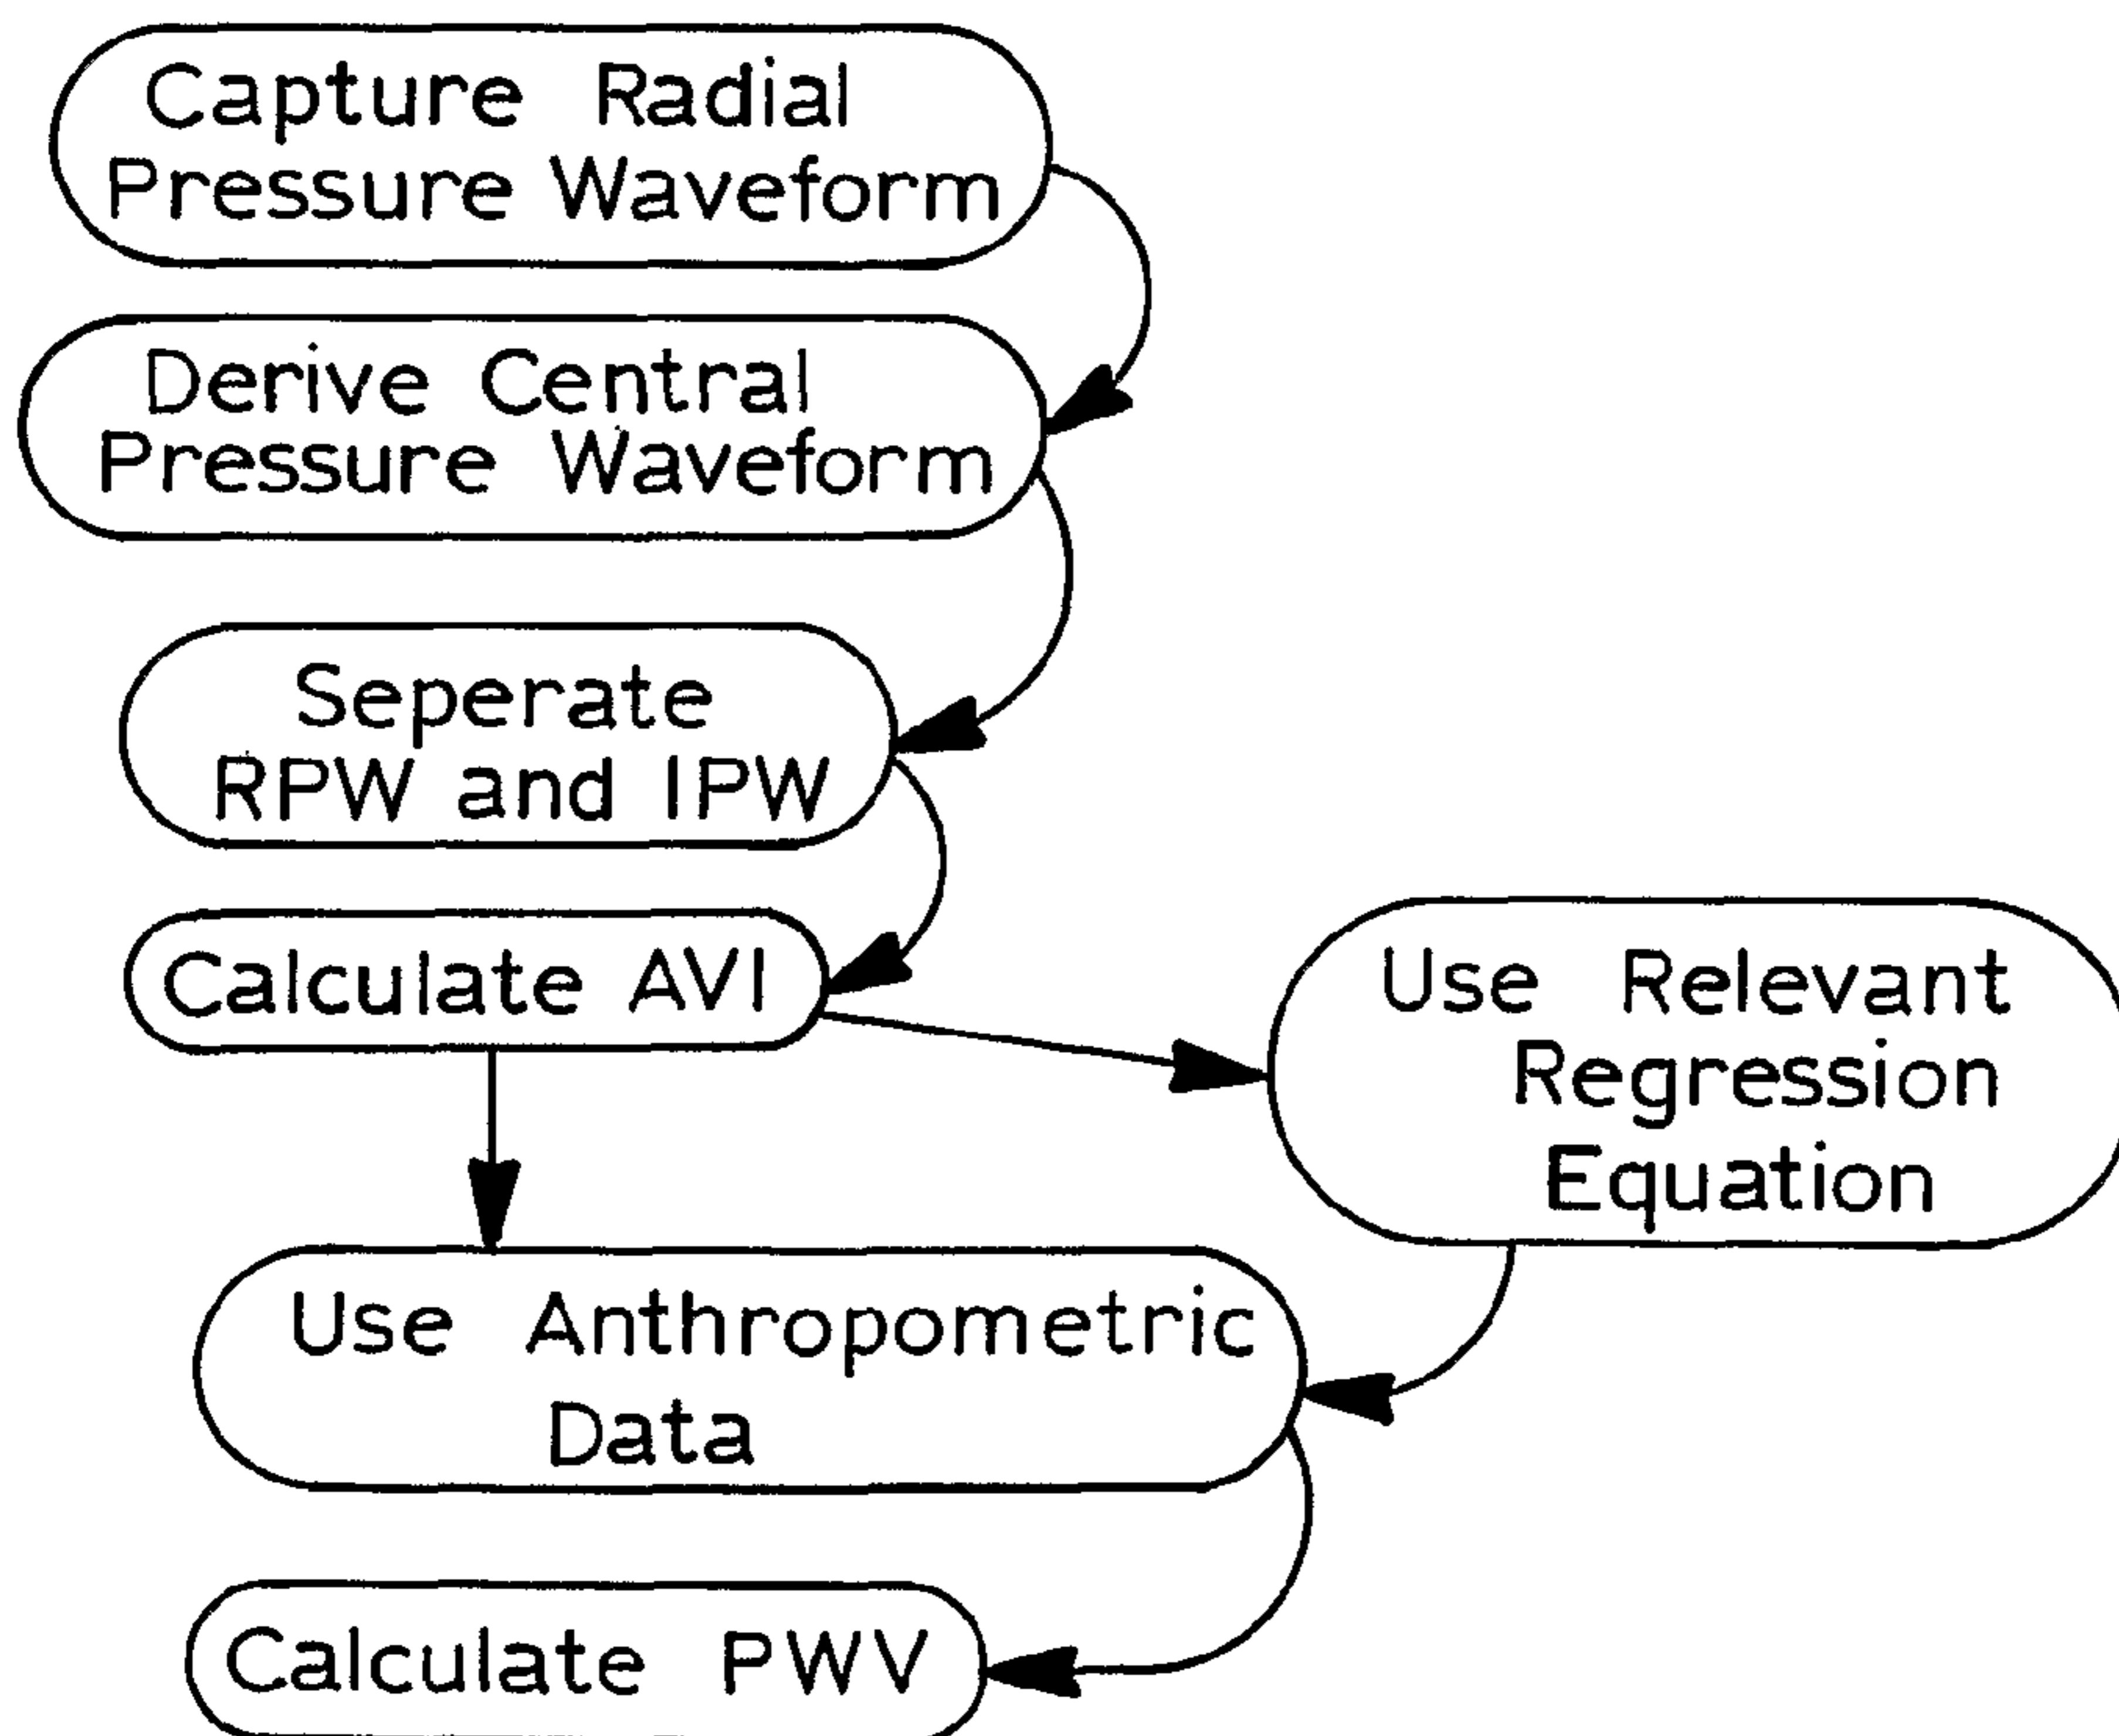 Capture Radial
Pressure Waveform
Derive Central
Pressure Waveform
Seperate
RPW and IPW
Calculate AVI
Use Relevant
Regression
Equation
Use Anthropometric
Data
Calculate PWV